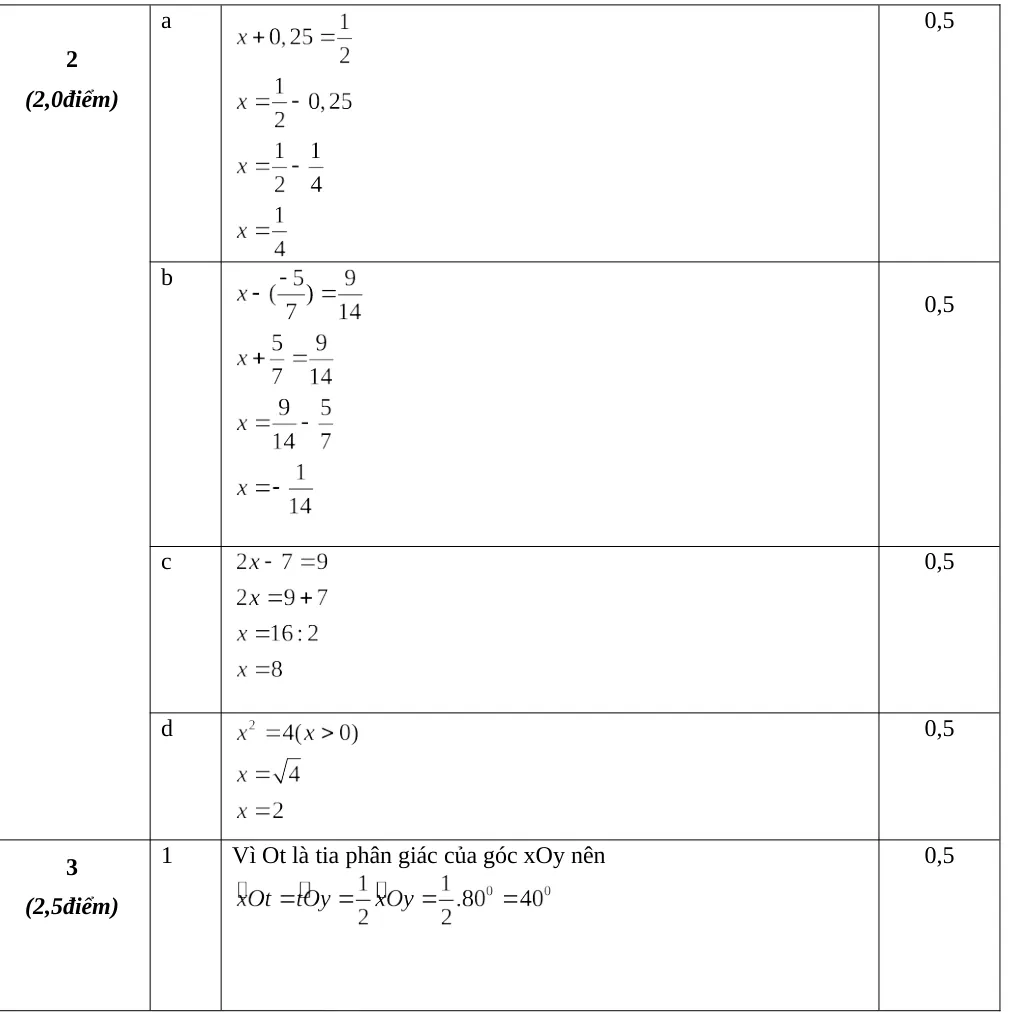 2
(2,0điểm)
a
x + 0,25 = 1/2
x = 1/2 - 0,25
x = 1/2 - 1/4
x = 1/4
0,5
b
x - (-5/7) = 9/14
x + 5/7 = 9/14
x = 9/14 - 5/7
x = - 1/14
0,5
c
2x - 7 = 9
2x = 9 + 7
x = 16 : 2
x = 8
0,5
d
x² = 4(x > 0)
x = √4
x = 2
0,5
3
(2,5điểm)
1
Vì Ot là tia phân giác của góc xOy nên
xOt = tOy = 1/2 xOy = 1/2 .80⁰ = 40⁰
0,5